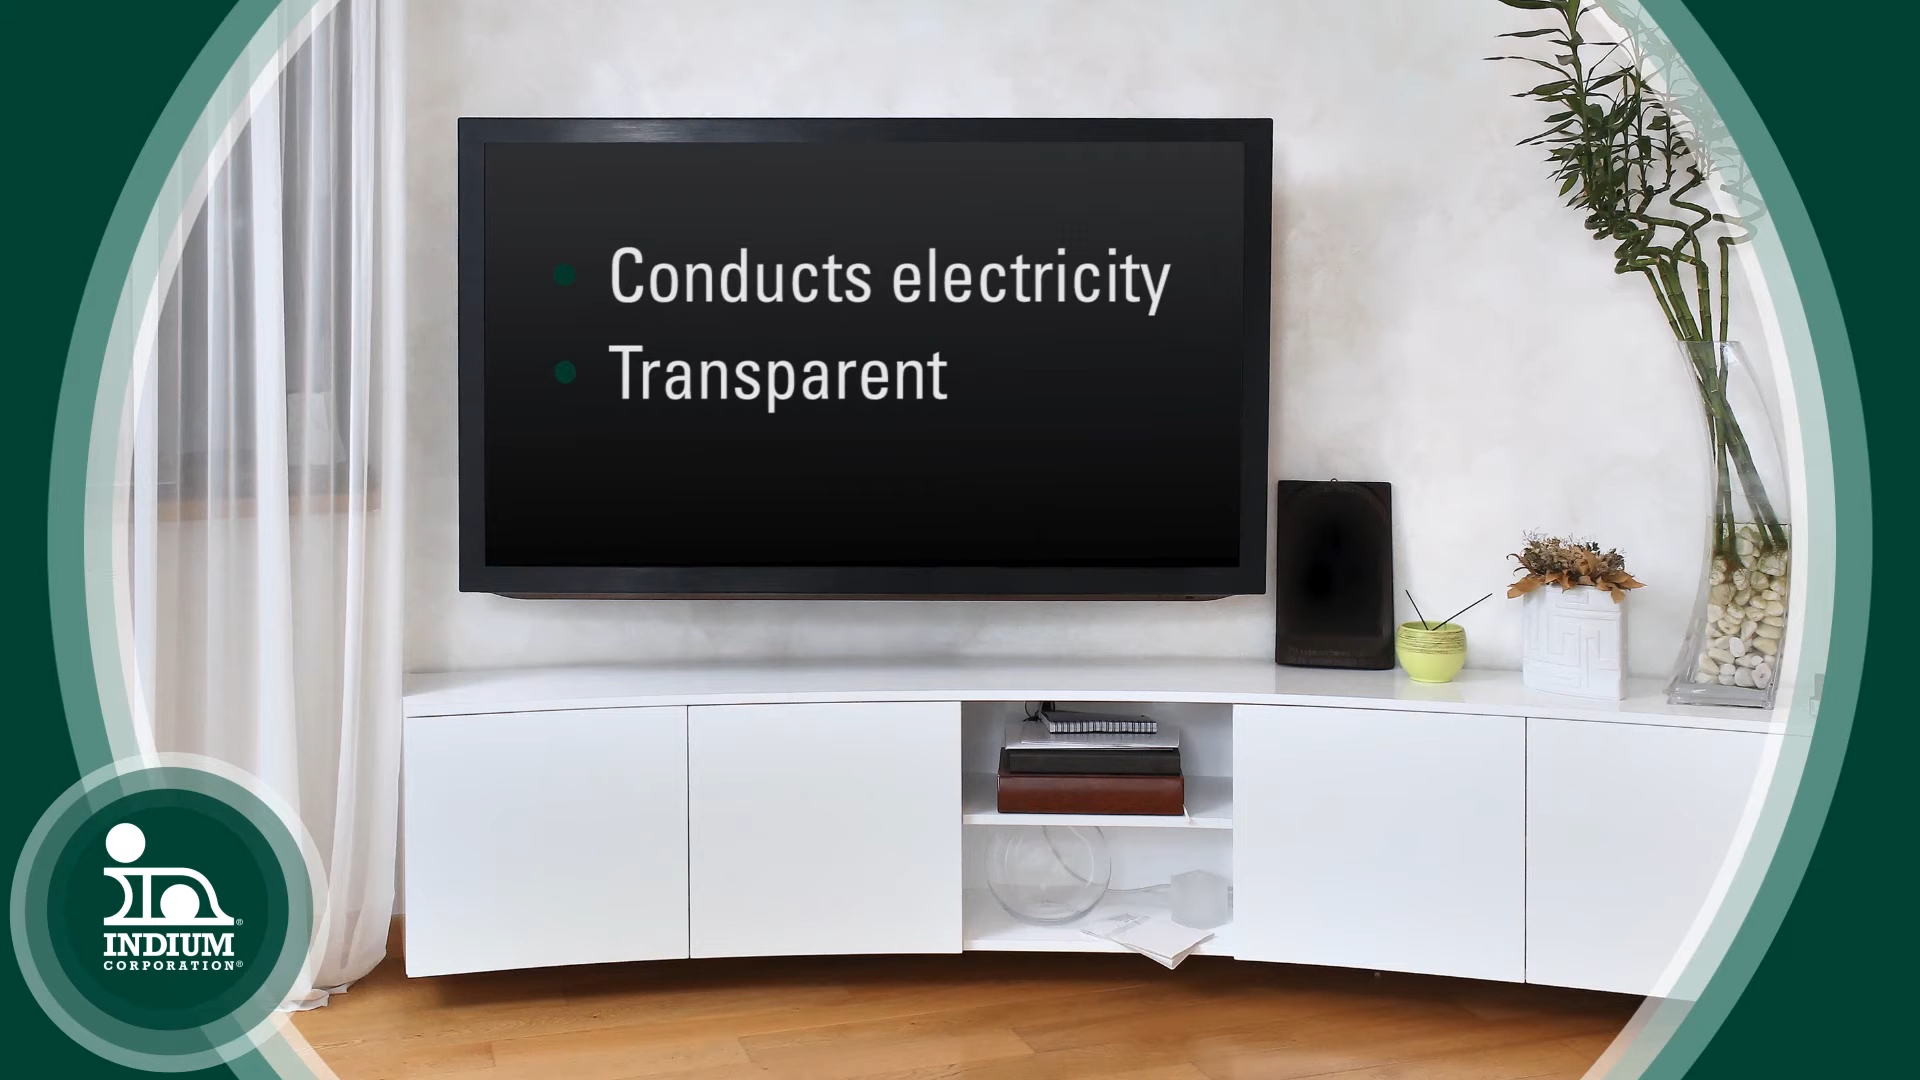 • Conducts electricity
• Transparent
INDIUM
CORPORATION®